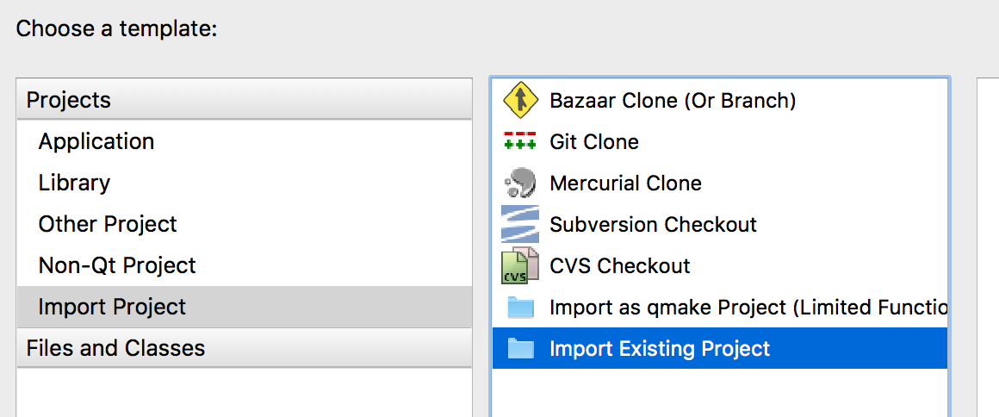 Choose a template:
Projects
Application
Library
Other Project
Non-Qt Project
Import Project
Files and Classes
Bazaar Clone (Or Branch)
Git Clone
Mercurial Clone
Subversion Checkout
CVS
CVS Checkout
Import as qmake Project (Limited Functio
Import Existing Project